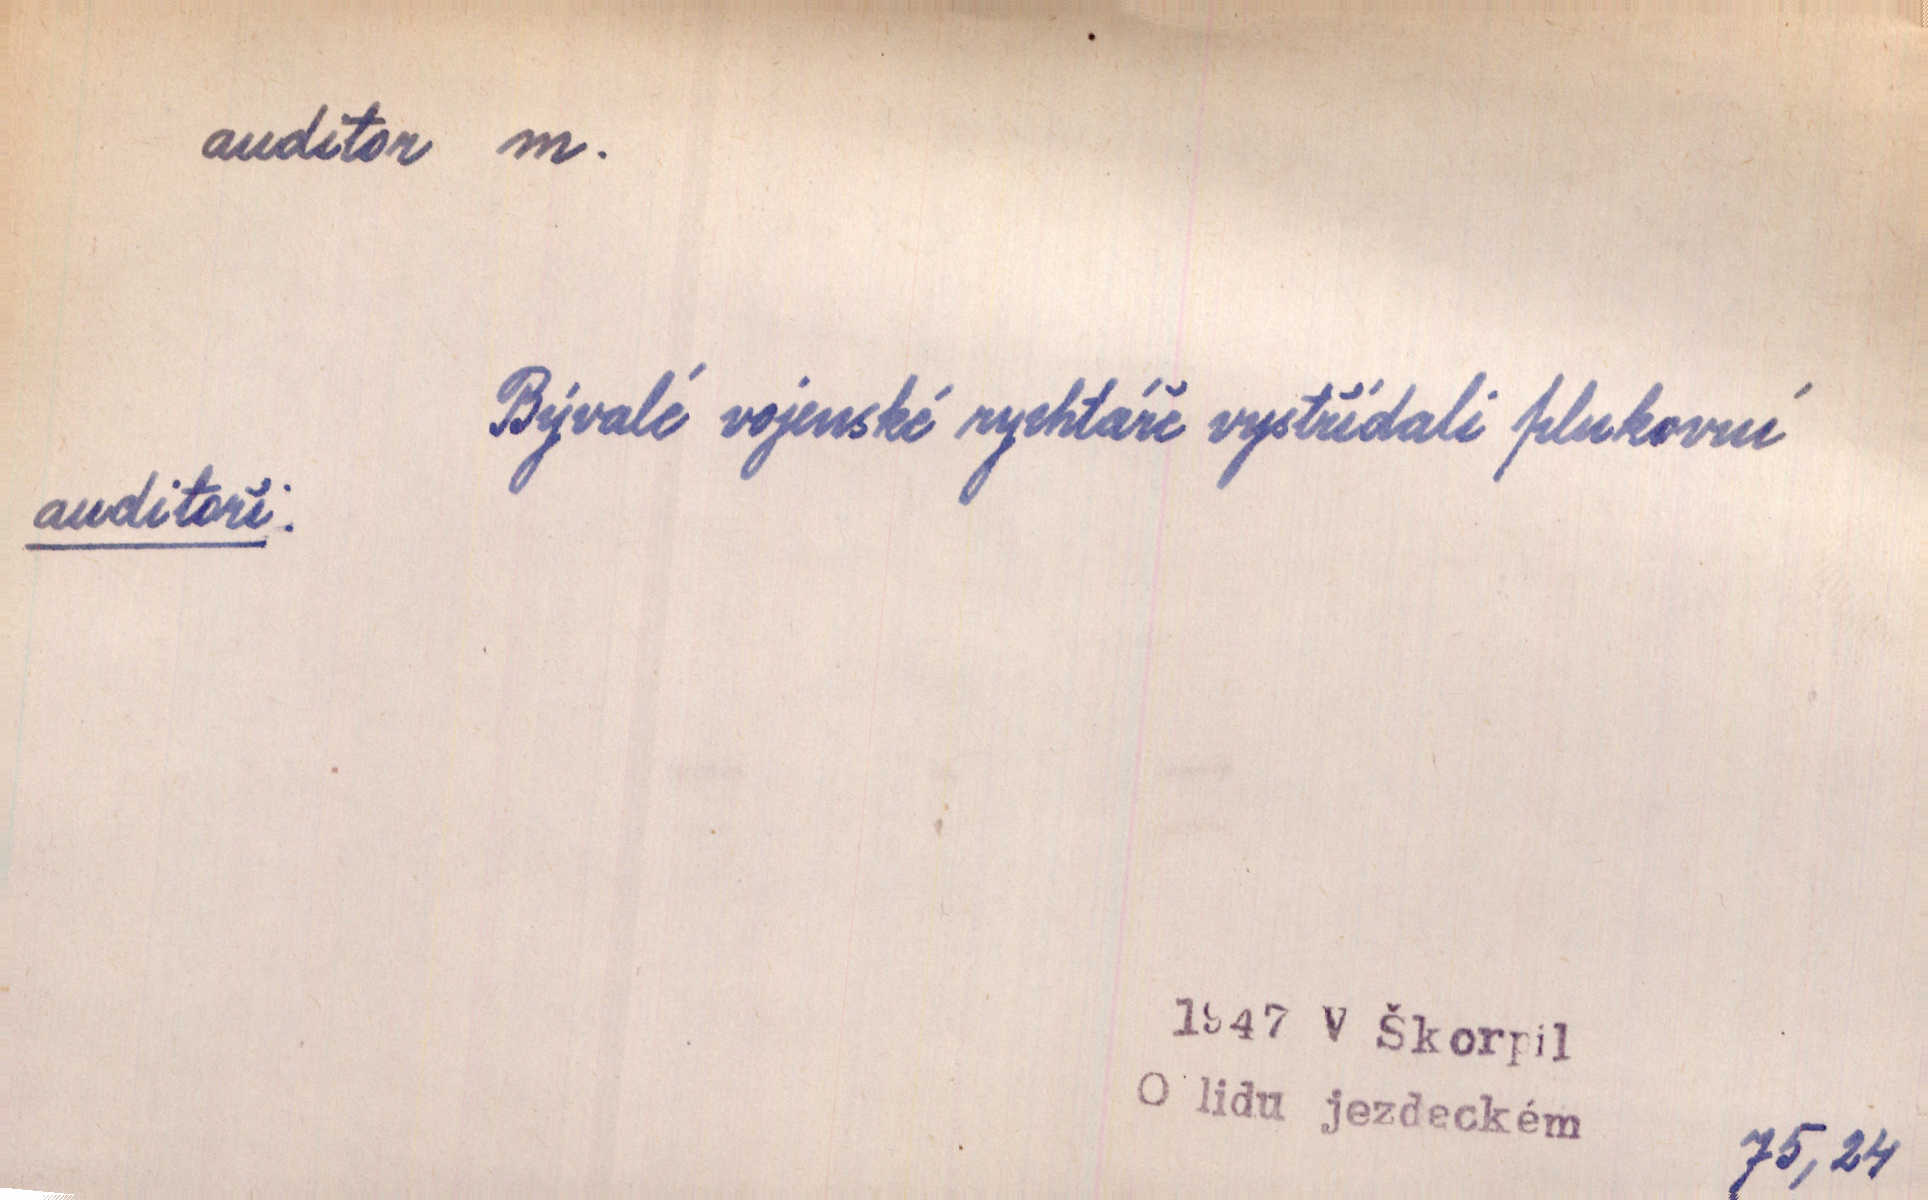 auditor m.
Bývalé vojenské rychtáře vystřídali plukovní
auditoři.
1947 V Škorpil
O lidu jezdeckém
75,24